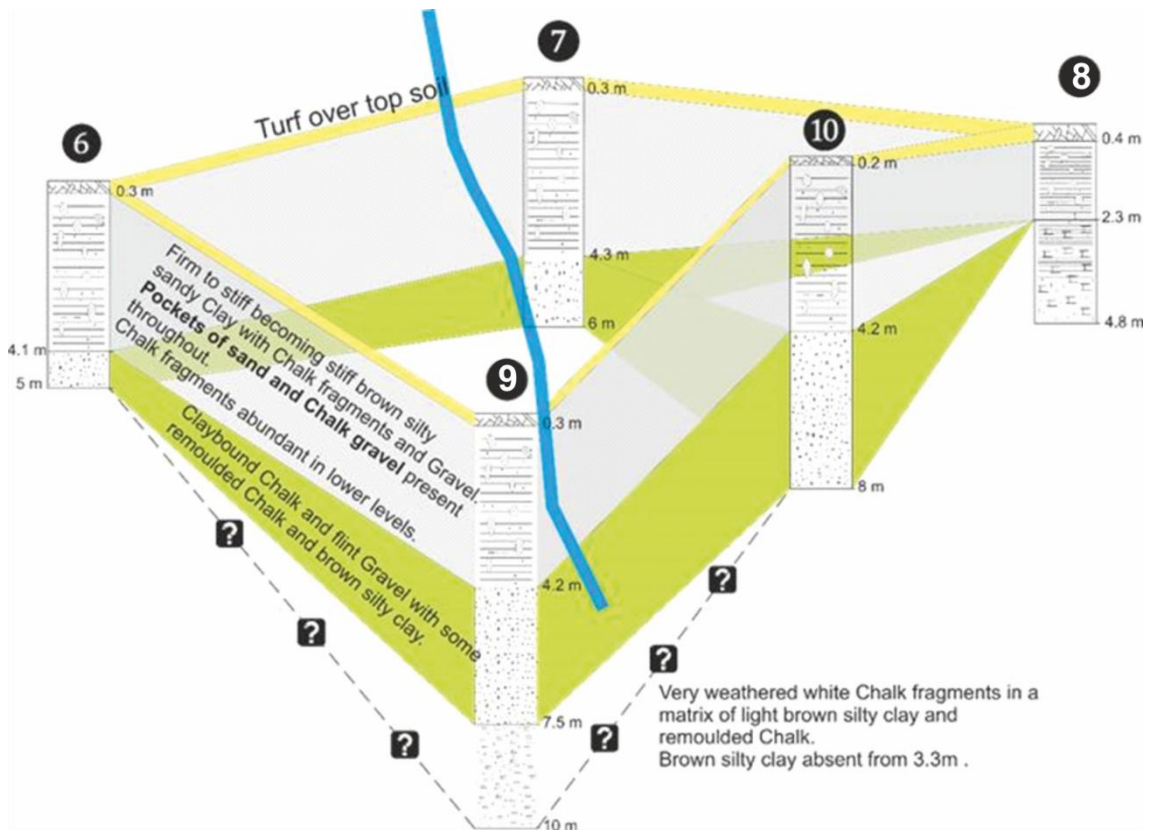 7
8
6
10
Turf over top soil
0.3 m
0.4 m
0.3 m
0.2 m
2.3 m
4.3 m
6 m
4.8 m
4.1 m
5 m
4.2 m
8 m
9
0.3 m
4.2 m
7.5 m
10 m
Firm to stiff becoming stiff brown silty
sandy Clay with Chalk fragments and Gravel.
Pockets of sand and Chalk gravel present
throughout.
Chalk fragments abundant in lower levels.
Claybound Chalk and flint Gravel with some
remoulded Chalk and brown silty clay.
?
?
?
?
?
?
Very weathered white Chalk fragments in a
matrix of light brown silty clay and
remoulded Chalk.
Brown silty clay absent from 3.3m .